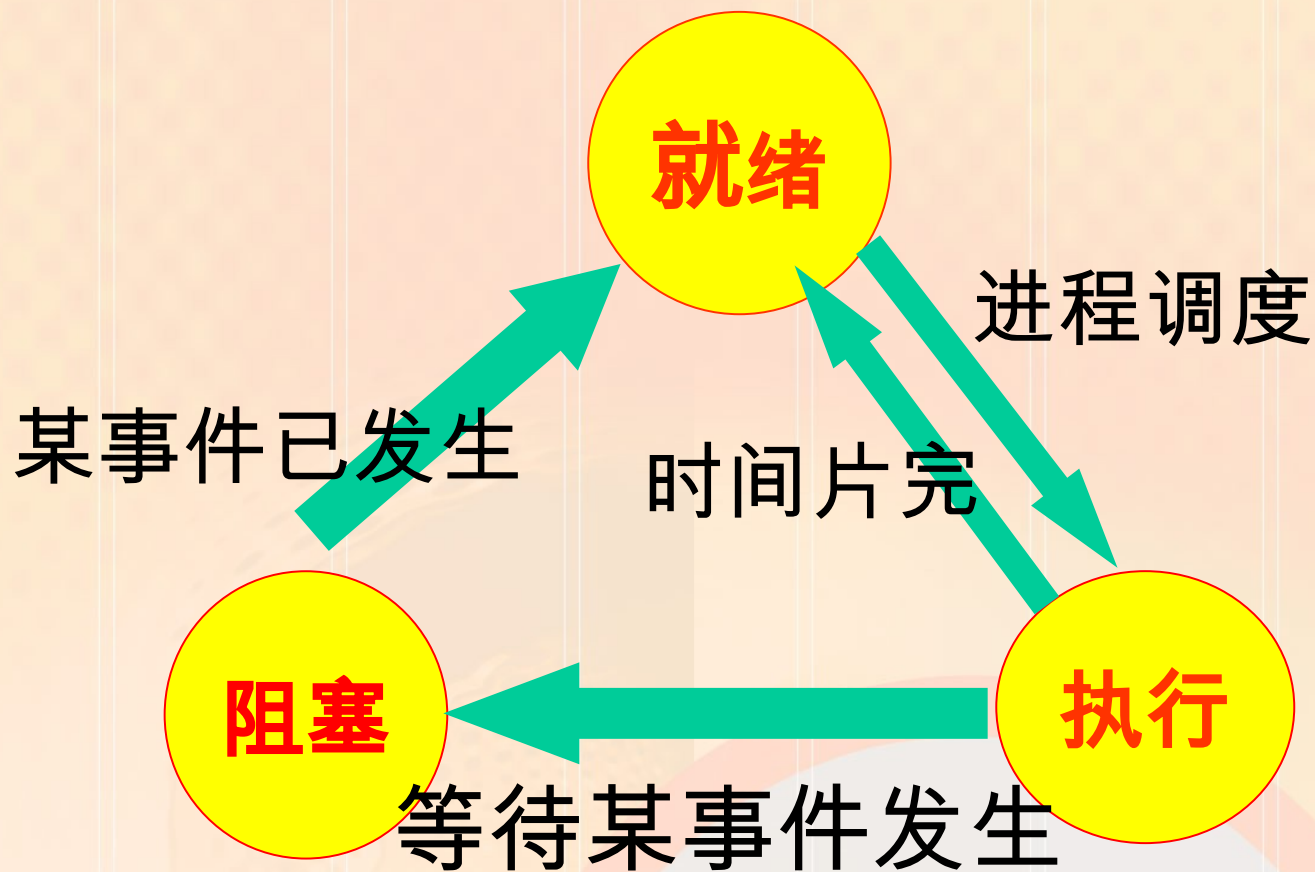 就绪
进程调度
某事件已发生
时间片完
阻塞
执行
等待某事件发生